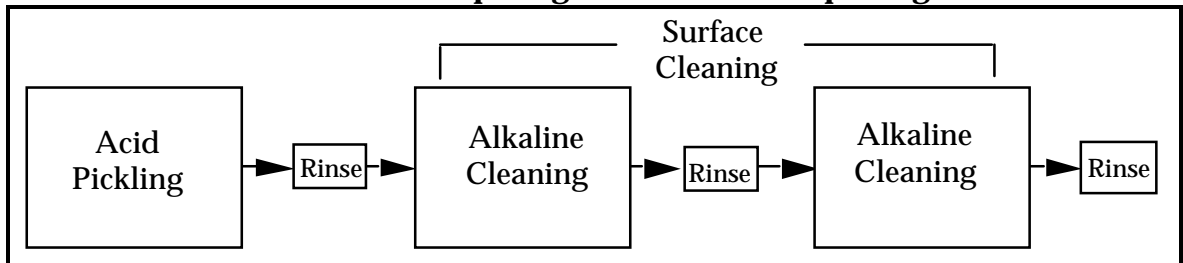 Surface
Cleaning
Acid
Pickling
Rinse
Alkaline
Cleaning
Rinse
Alkaline
Cleaning
Rinse